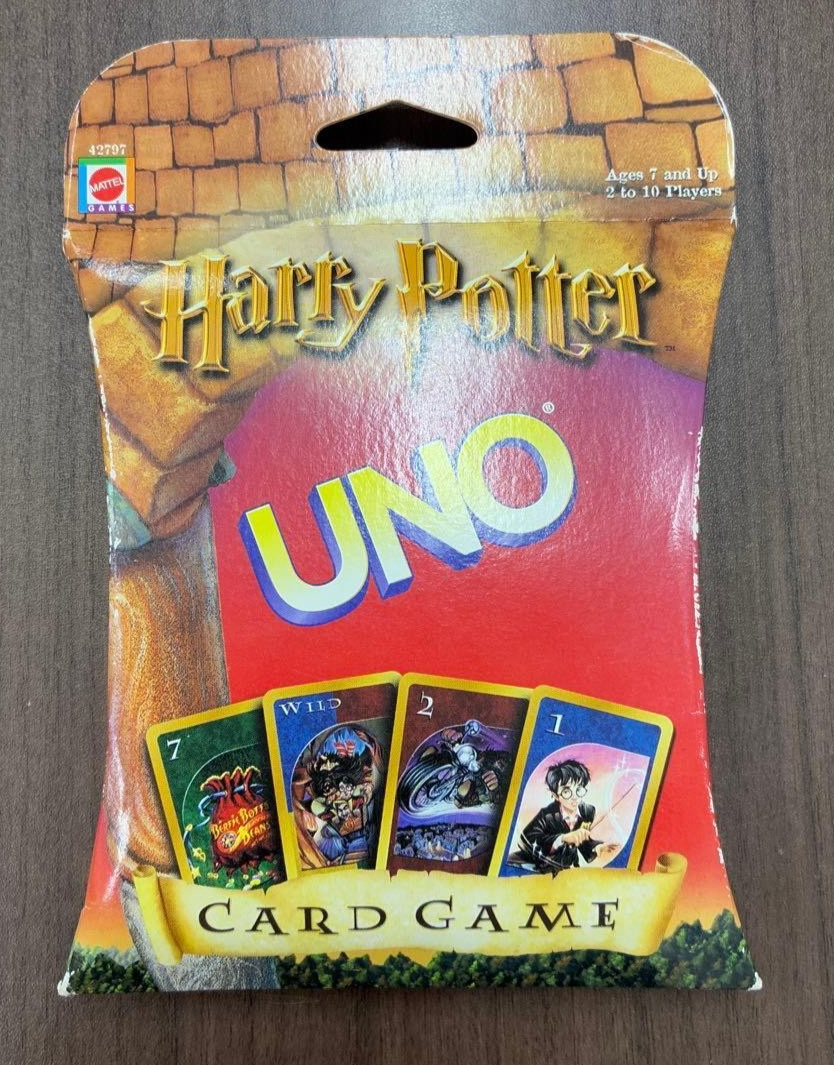 42797
MATTEL
GAMES
Ages 7 and Up
2 to 10 Players
Harry Potter
TM
UNO®
7
WILD
2
1
BERTIE BOTT
BEANS
CARD GAME